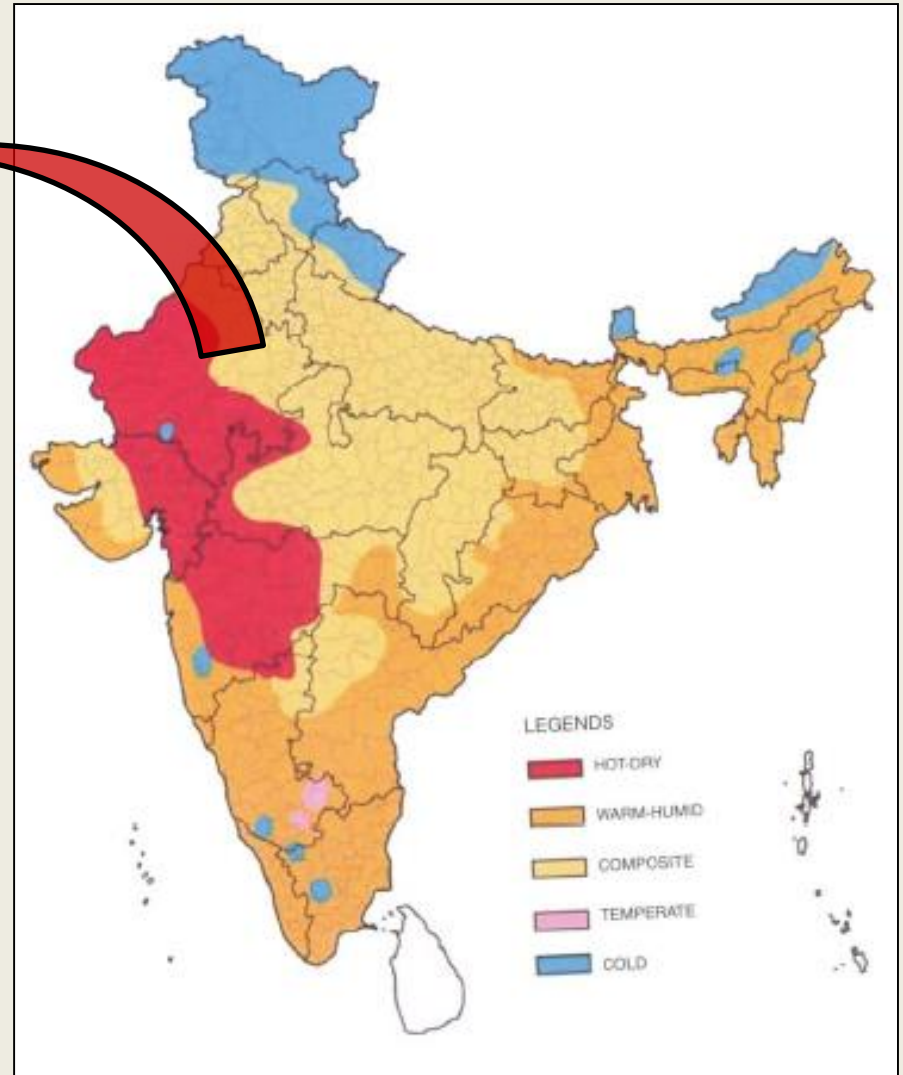 LEGENDS
HOT-DRY
WARM-HUMID
COMPOSITE
TEMPERATE
COLD